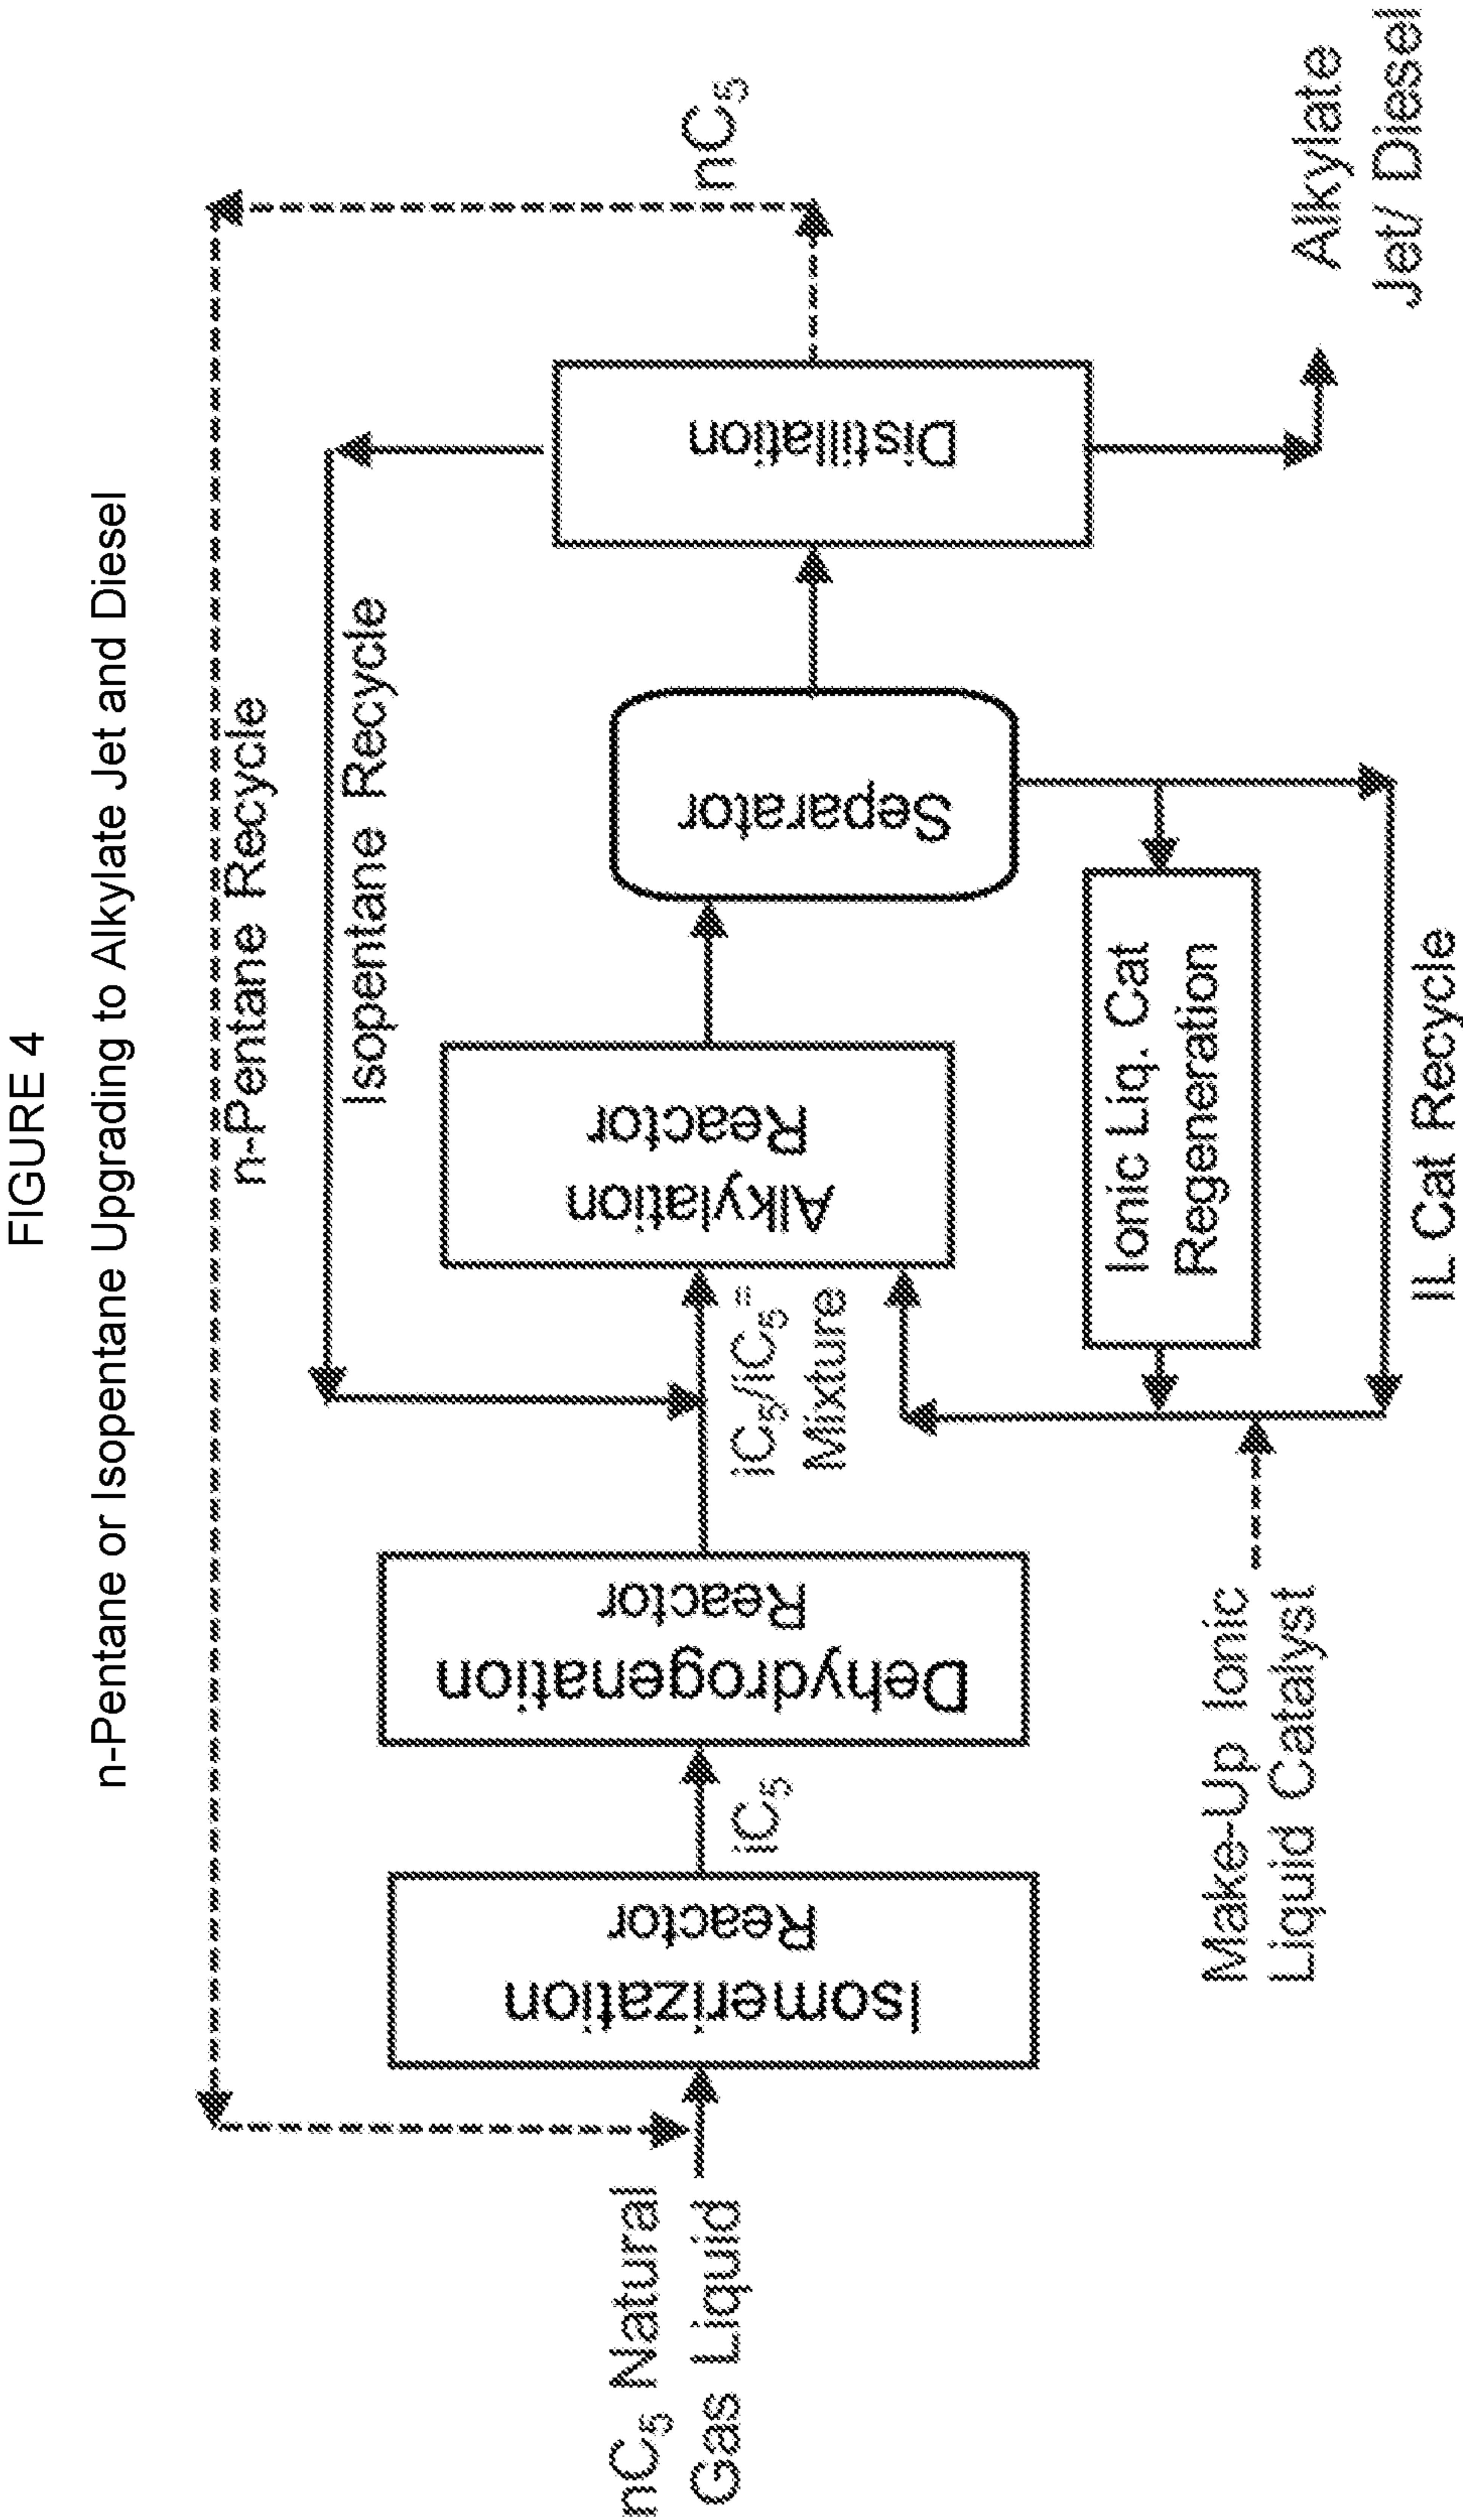 FIGURE 4
n-Pentane or Isopentane Upgrading to Alkylate Jet and Diesel
n-Pentane Recycle
Isopentane Recycle
nC5 Natural
Gas Liquid
Isomerization
Reactor
iC5
Dehydrogenation
Reactor
iC5/iC5=
Mixture
Alkylation
Reactor
Separator
Distillation
nC5
Alkylate
Jet/ Diesel
Ionic Liq. Cat
Regeneration
IL Cat Recycle
Make-Up Ionic
Liquid Catalyst